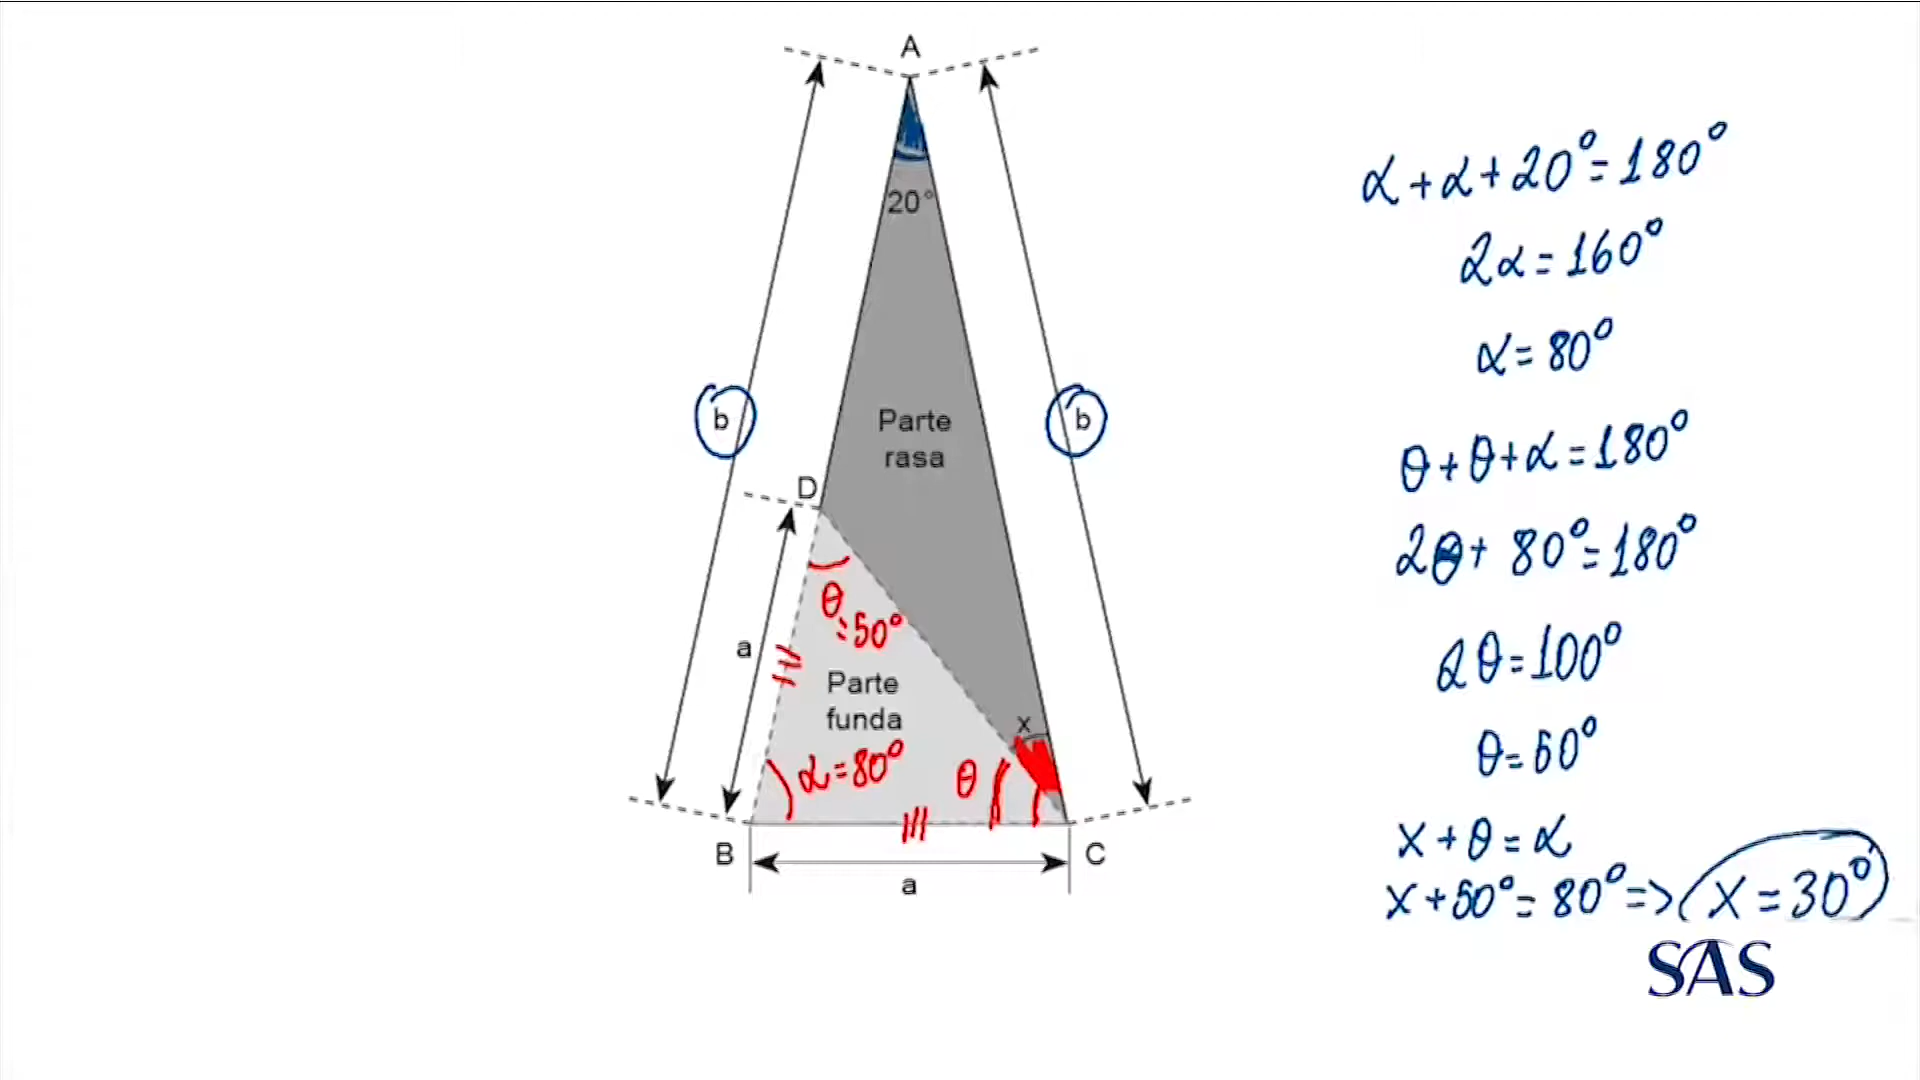 A
20°
b
b
Parte
rasa
D
θ
=50°
a
Parte
funda
x
α=80°
θ
B
C
a
α+α+20°=180°
2α=160°
α=80°
θ+θ+α=180°
2θ+80°=180°
2θ=100°
θ=50°
x+θ=α
x+50°=80°=>x=30°
SAS